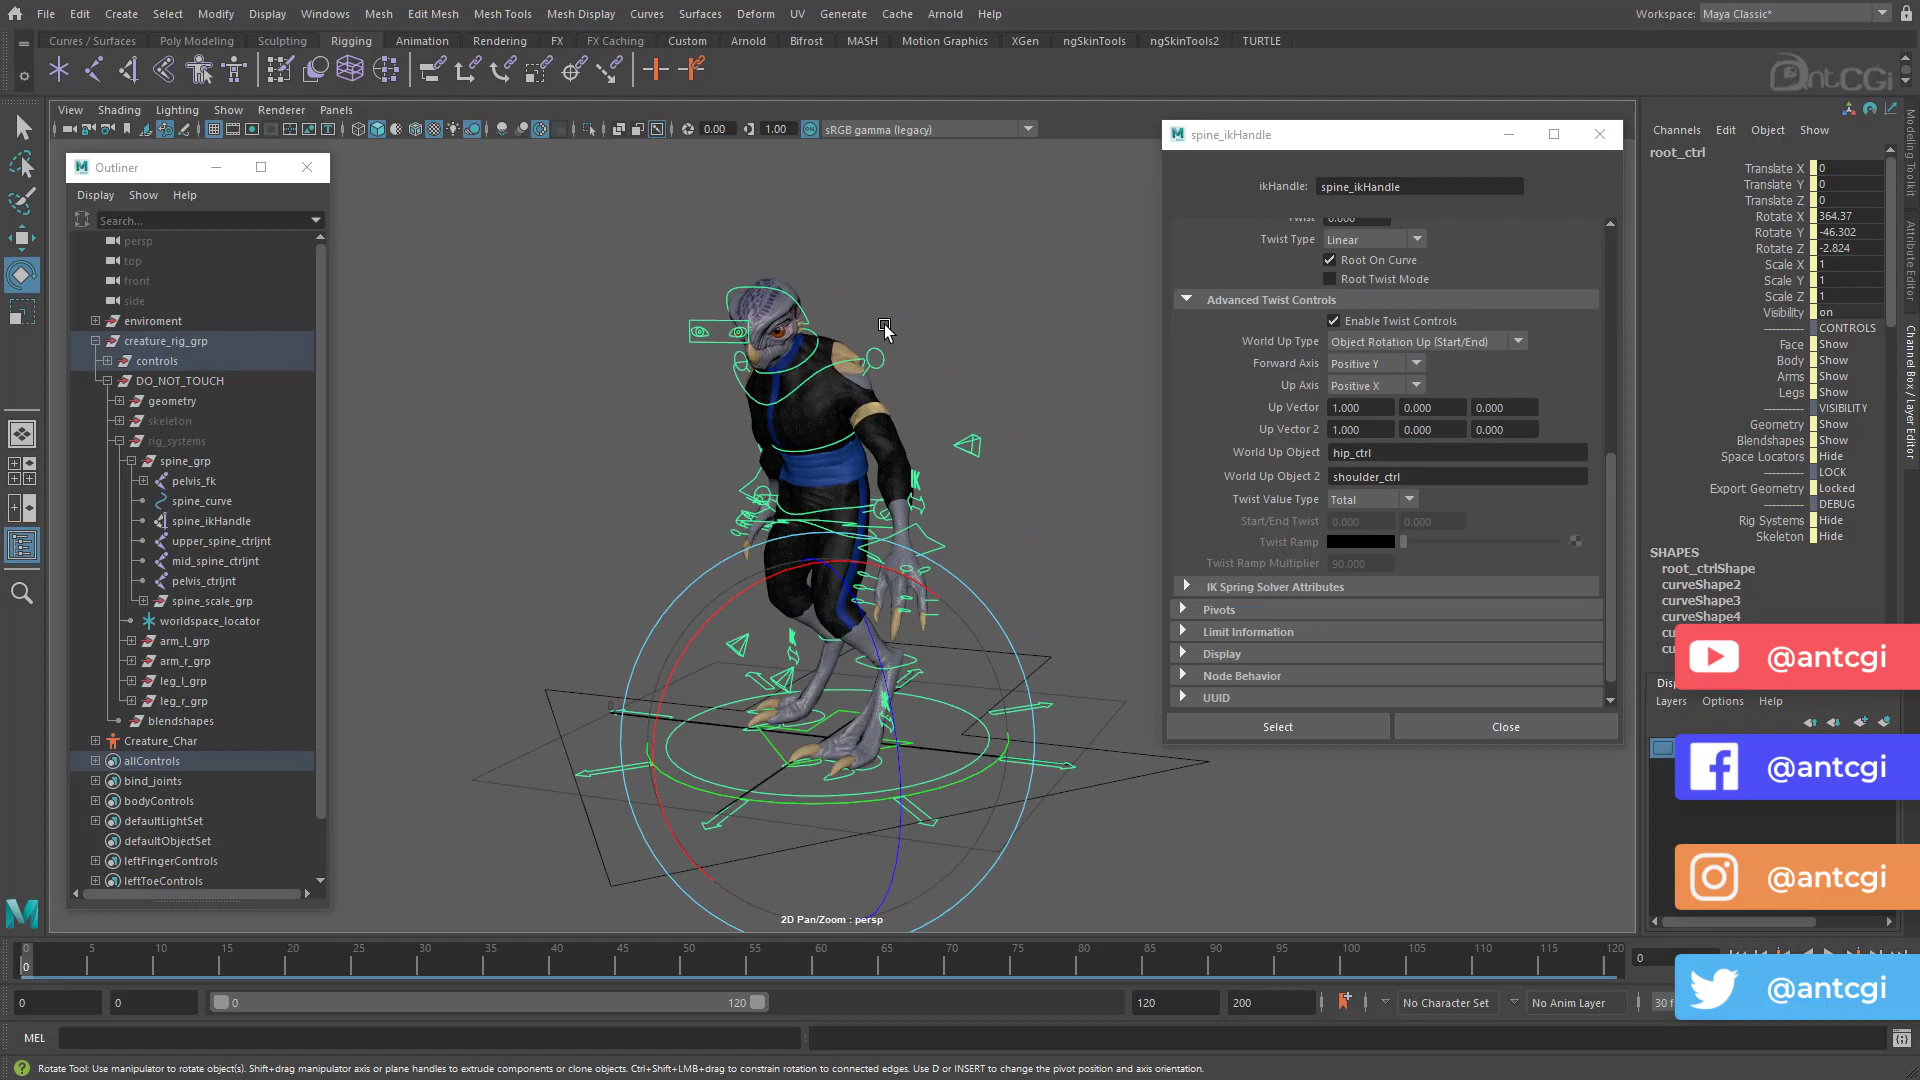 File Edit Create Select Modify Display Windows Mesh Edit Mesh Mesh Tools Mesh Display Curves Surfaces Deform UV Generate Cache Arnold Help
Workspace: Maya Classic*
Curves / Surfaces Poly Modeling Sculpting Rigging Animation Rendering FX FX Caching Custom Arnold Bifrost MASH Motion Graphics XGen ngSkinTools ngSkinTools2 TURTLE
antCGi
View Shading Lighting Show Renderer Panels
0.00 1.00 sRGB gamma (legacy)
Outliner
Display Show Help
Search...
persp
top
front
side
enviroment
creature_rig_grp
controls
DO_NOT_TOUCH
geometry
skeleton
rig_systems
spine_grp
pelvis_fk
spine_curve
spine_ikHandle
upper_spine_ctrljnt
mid_spine_ctrljnt
pelvis_ctrljnt
spine_scale_grp
worldspace_locator
arm_l_grp
arm_r_grp
leg_l_grp
leg_r_grp
blendshapes
Creature_Char
allControls
bind_joints
bodyControls
defaultLightSet
defaultObjectSet
leftFingerControls
leftToeControls
2D Pan/Zoom : persp
spine_ikHandle
ikHandle: spine_ikHandle
Twist 0.000
Twist Type Linear
Root On Curve
Root Twist Mode
Advanced Twist Controls
Enable Twist Controls
World Up Type Object Rotation Up (Start/End)
Forward Axis Positive Y
Up Axis Positive X
Up Vector 1.000 0.000 0.000
Up Vector 2 1.000 0.000 0.000
World Up Object hip_ctrl
World Up Object 2 shoulder_ctrl
Twist Value Type Total
Start/End Twist 0.000 0.000
Twist Ramp
Twist Ramp Multiplier 90.000
IK Spring Solver Attributes
Pivots
Limit Information
Display
Node Behavior
UUID
Select Close
Channels Edit Object Show
root_ctrl
Translate X 0
Translate Y 0
Translate Z 0
Rotate X 364.37
Rotate Y -46.302
Rotate Z -2.824
Scale X 1
Scale Y 1
Scale Z 1
Visibility on
---------- CONTROLS
Face Show
Body Show
Arms Show
Legs Show
---------- VISIBILITY
Geometry Show
Blendshapes Show
Space Locators Hide
---------- LOCK
Export Geometry Locked
---------- DEBUG
Rig Systems Hide
Skeleton Hide
SHAPES
root_ctrlShape
curveShape2
curveShape3
curveShape4
Layers Options Help
Modeling Toolkit
Attribute Editor
Channel Box / Layer Editor
@antcgi
@antcgi
@antcgi
@antcgi
0 5 10 15 20 25 30 35 40 45 50 55 60 65 70 75 80 85 90 95 100 105 110 115 120
0
0
0 0 0 120 120 200 No Character Set No Anim Layer 30 f
MEL
Rotate Tool: Use manipulator to rotate object(s). Shift+drag manipulator axis or plane handles to extrude components or clone objects. Ctrl+Shift+LMB+drag to constrain rotation to connected edges. Use D or INSERT to change the pivot position and axis orientation.